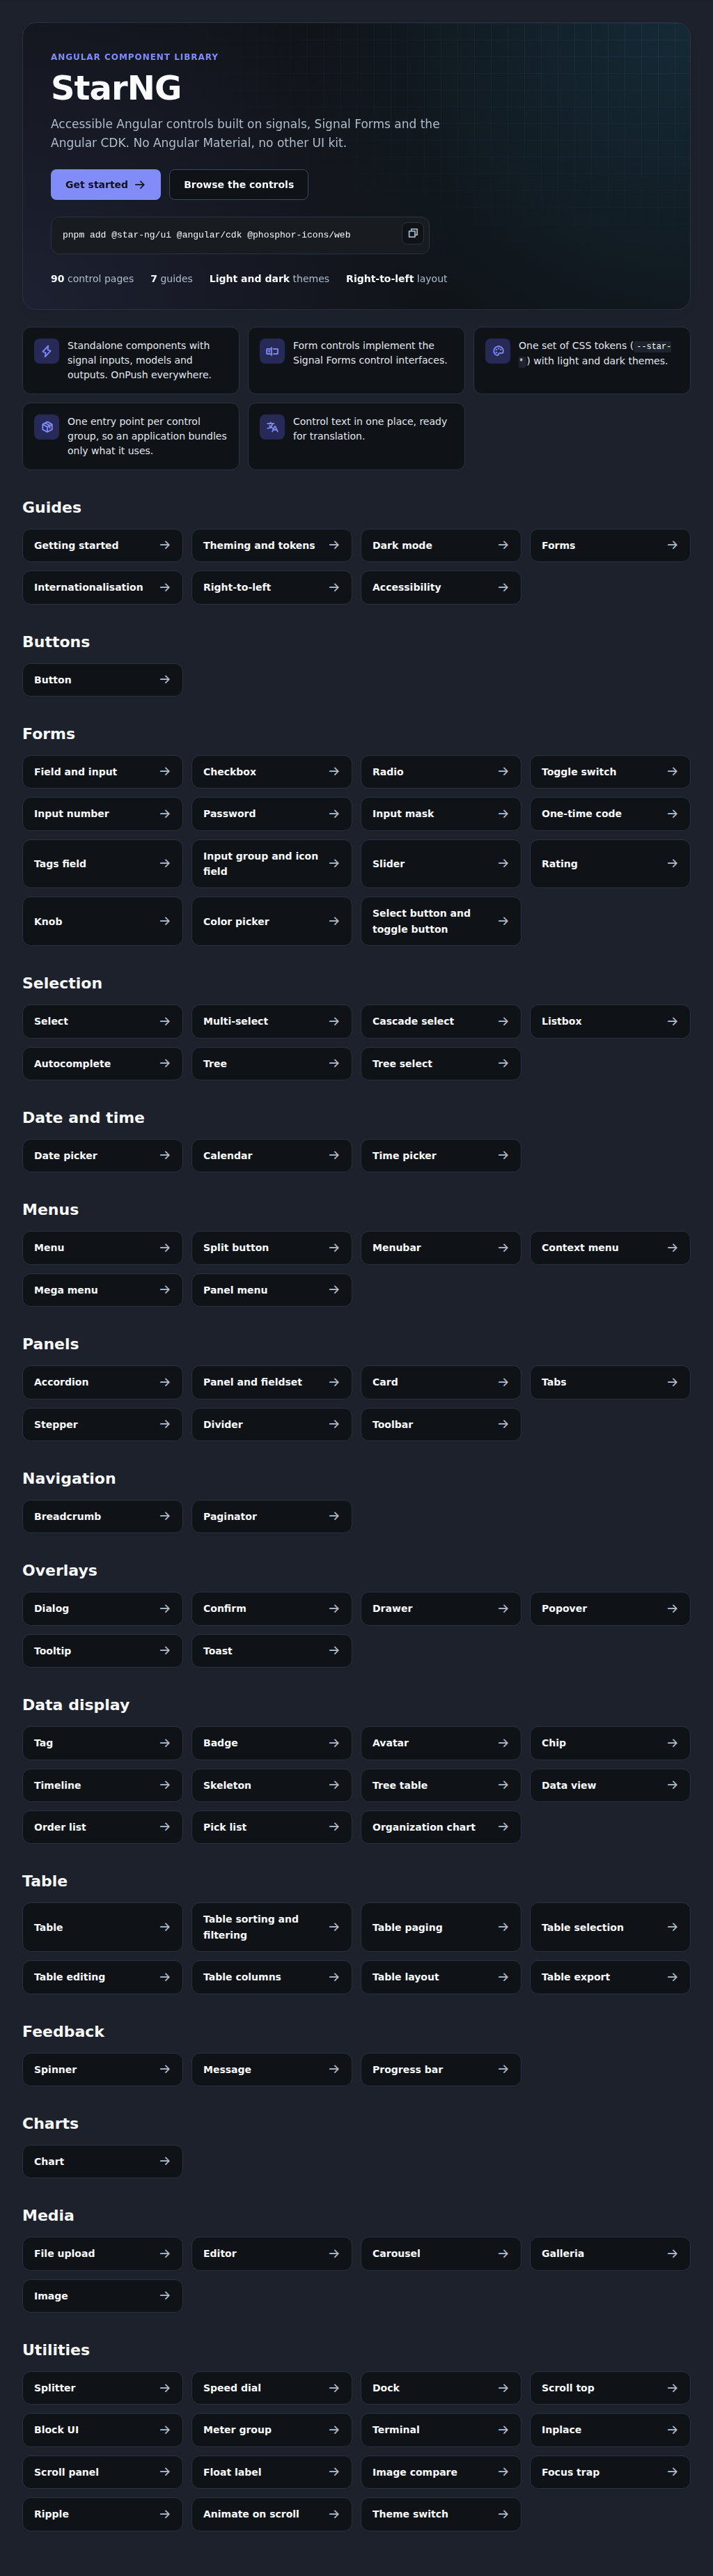 ANGULAR COMPONENT LIBRARY
StarNG
Accessible Angular controls built on signals, Signal Forms and the
Angular CDK. No Angular Material, no other UI kit.
Get started
Browse the controls
pnpm add @star-ng/ui @angular/cdk @phosphor-icons/web
90 control pages 7 guides Light and dark themes Right-to-left layout
Standalone components with
signal inputs, models and
outputs. OnPush everywhere.
Form controls implement the
Signal Forms control interfaces.
One set of CSS tokens (--star-
*) with light and dark themes.
One entry point per control
group, so an application bundles
only what it uses.
Control text in one place, ready
for translation.
Guides
Getting started
Theming and tokens
Dark mode
Forms
Internationalisation
Right-to-left
Accessibility
Buttons
Button
Forms
Field and input
Checkbox
Radio
Toggle switch
Input number
Password
Input mask
One-time code
Tags field
Input group and icon
field
Slider
Rating
Knob
Color picker
Select button and
toggle button
Selection
Select
Multi-select
Cascade select
Listbox
Autocomplete
Tree
Tree select
Date and time
Date picker
Calendar
Time picker
Menus
Menu
Split button
Menubar
Context menu
Mega menu
Panel menu
Panels
Accordion
Panel and fieldset
Card
Tabs
Stepper
Divider
Toolbar
Navigation
Breadcrumb
Paginator
Overlays
Dialog
Confirm
Drawer
Popover
Tooltip
Toast
Data display
Tag
Badge
Avatar
Chip
Timeline
Skeleton
Tree table
Data view
Order list
Pick list
Organization chart
Table
Table
Table sorting and
filtering
Table paging
Table selection
Table editing
Table columns
Table layout
Table export
Feedback
Spinner
Message
Progress bar
Charts
Chart
Media
File upload
Editor
Carousel
Galleria
Image
Utilities
Splitter
Speed dial
Dock
Scroll top
Block UI
Meter group
Terminal
Inplace
Scroll panel
Float label
Image compare
Focus trap
Ripple
Animate on scroll
Theme switch